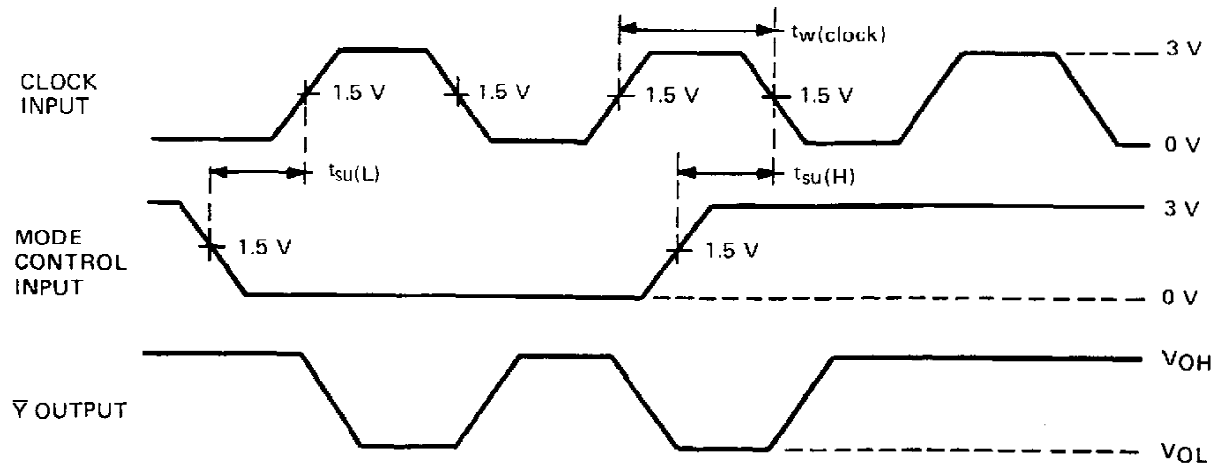 CLOCK
INPUT
1.5 V
1.5 V
1.5 V
1.5 V
tw(clock)
3 V
0 V
tsu(L)
tsu(H)
MODE
CONTROL
INPUT
1.5 V
1.5 V
3 V
0 V
Y̅ OUTPUT
VOH
VOL